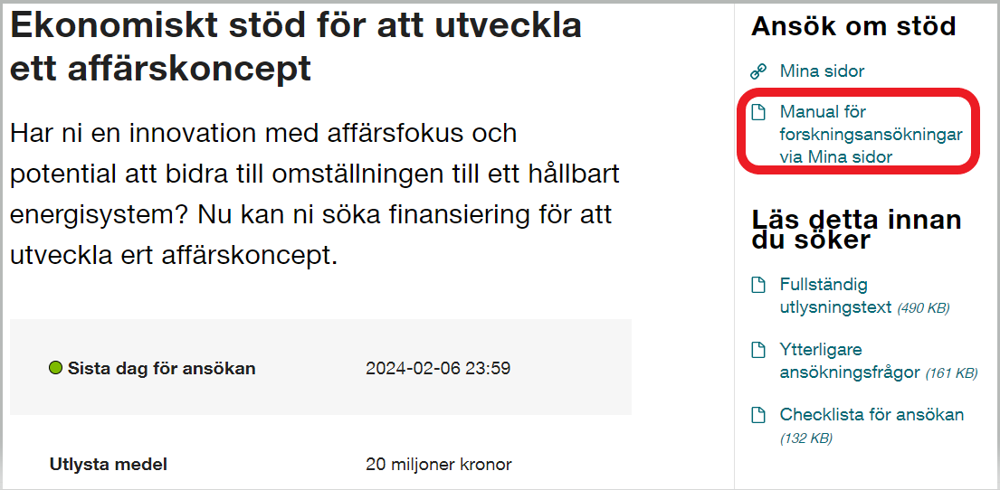 Ekonomiskt stöd för att utveckla
ett affärskoncept
Har ni en innovation med affärsfokus och
potential att bidra till omställningen till ett hållbart
energisystem? Nu kan ni söka finansiering för att
utveckla ert affärskoncept.
Sista dag för ansökan 2024-02-06 23:59
Utlysta medel 20 miljoner kronor
Ansök om stöd
Mina sidor
Manual för
forskningsansökningar
via Mina sidor
Läs detta innan
du söker
Fullständig
utlysningstext (490 KB)
Ytterligare
ansökningsfrågor (161 KB)
Checklista för ansökan
(132 KB)